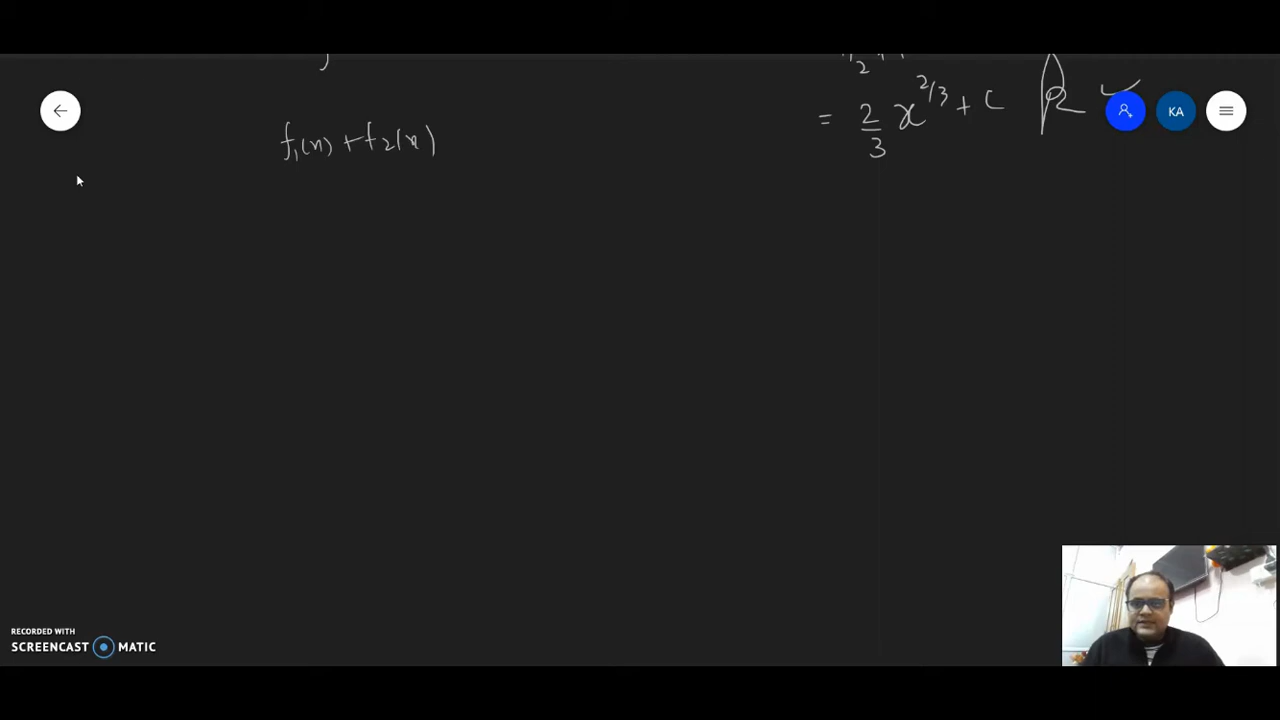 f₁(x) + f₂(x)
= 2/3 x^2/3 + C
KA
RECORDED WITH
SCREENCAST MATIC